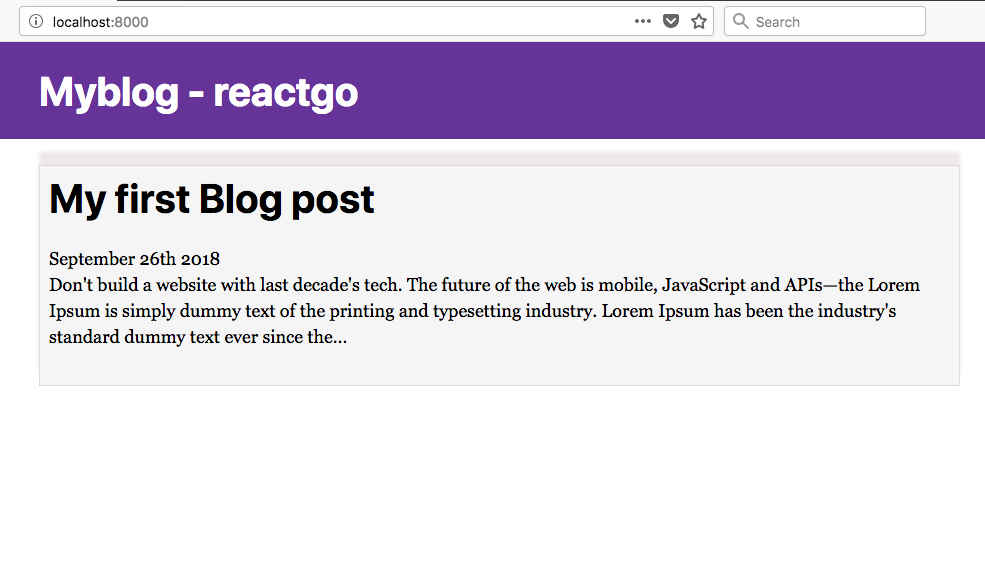 localhost:8000
Search
Myblog - reactgo
My first Blog post
September 26th 2018
Don't build a website with last decade's tech. The future of the web is mobile, JavaScript and APIs—the Lorem
Ipsum is simply dummy text of the printing and typesetting industry. Lorem Ipsum has been the industry's
standard dummy text ever since the…